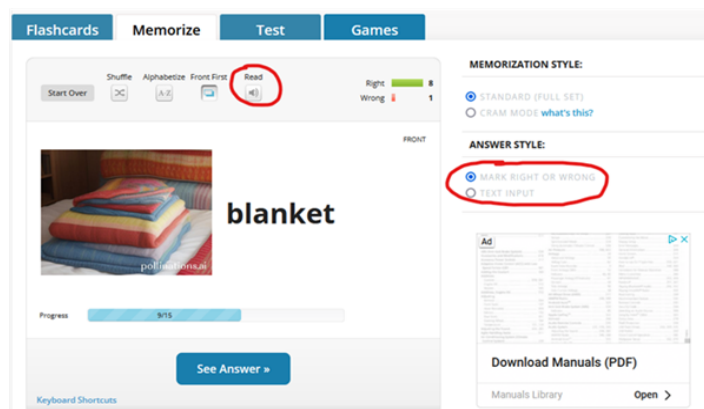 Flashcards Memorize Test Games
Start Over Shuffle Alphabetize Front First Read
A-Z
Right 8
Wrong 1
FRONT
blanket
pollinations.ai
Progress 9/15
See Answer »
Keyboard Shortcuts
MEMORIZATION STYLE:
STANDARD (FULL SET)
CRAM MODE what's this?
ANSWER STYLE:
MARK RIGHT OR WRONG
TEXT INPUT
Ad
Download Manuals (PDF)
Manuals Library Open >